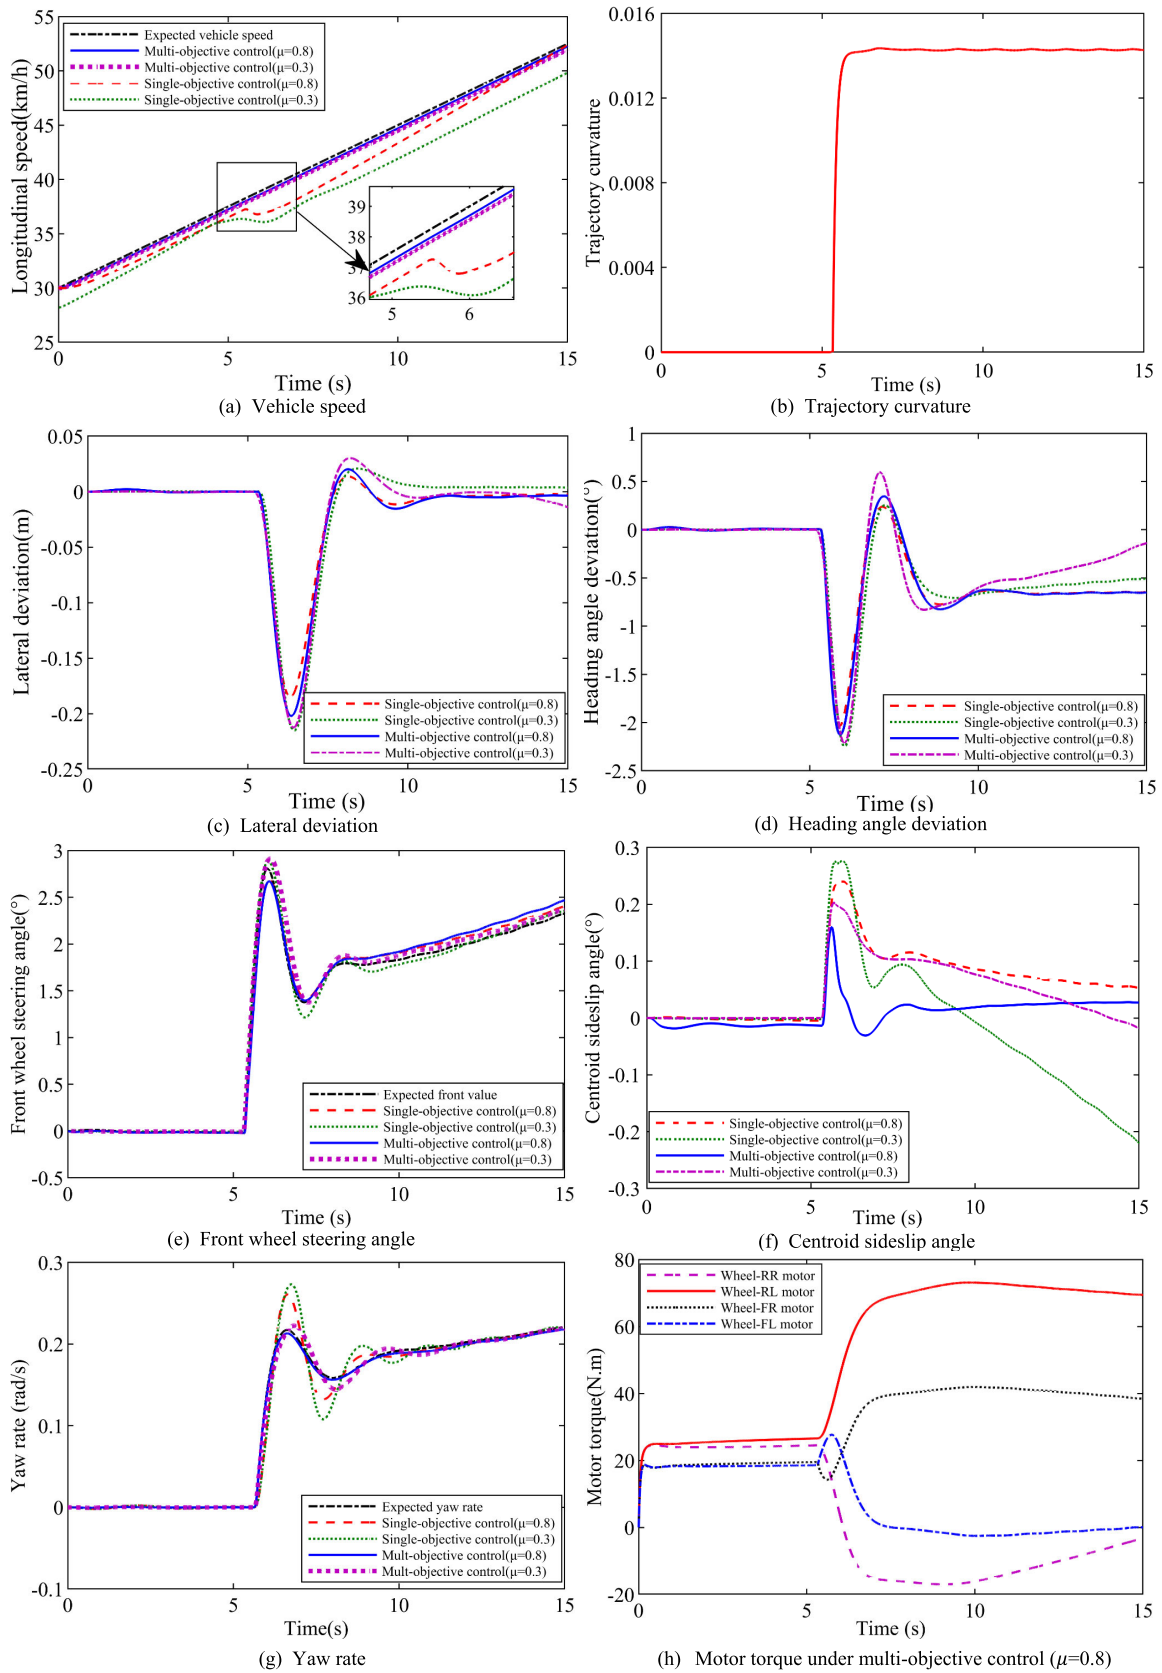 55
50
45
40
35
30
25
Longitudinal speed(km/h)
Expected vehicle speed
Multi-objective control(μ=0.8)
Multi-objective control(μ=0.3)
Single-objective control(μ=0.8)
Single-objective control(μ=0.3)
39
38
37
36
5 6
0 5 10 15
Time (s)
(a) Vehicle speed
0.016
0.012
0.008
0.004
0
Trajectory curvature
0 5 10 15
Time (s)
(b) Trajectory curvature
0.05
0
-0.05
-0.1
-0.15
-0.2
-0.25
Lateral deviation(m)
Single-objective control(μ=0.8)
Single-objective control(μ=0.3)
Multi-objective control(μ=0.8)
Multi-objective control(μ=0.3)
0 5 10 15
Time (s)
(c) Lateral deviation
1
0.5
0
-0.5
-1
-1.5
-2
-2.5
Heading angle deviation(°)
Single-objective control(μ=0.8)
Single-objective control(μ=0.3)
Multi-objective control(μ=0.8)
Multi-objective control(μ=0.3)
0 5 10 15
Time (s)
(d) Heading angle deviation
3
2.5
2
1.5
1
0.5
0
-0.5
Front wheel steering angle(°)
Expected front value
Single-objective control(μ=0.8)
Single-objective control(μ=0.3)
Multi-objective control(μ=0.8)
Multi-objective control(μ=0.3)
0 5 10 15
Time (s)
(e) Front wheel steering angle
0.3
0.2
0.1
0
-0.1
-0.2
-0.3
Centroid sideslip angle(°)
Single-objective control(μ=0.8)
Single-objective control(μ=0.3)
Multi-objective control(μ=0.8)
Multi-objective control(μ=0.3)
0 5 10 15
Time (s)
(f) Centroid sideslip angle
0.3
0.2
0.1
0
-0.1
Yaw rate (rad/s)
Expected yaw rate
Single-objective control(μ=0.8)
Single-objective control(μ=0.3)
Mult-objective control(μ=0.8)
Mult-objective control(μ=0.3)
0 5 10 15
Time(s)
(g) Yaw rate
80
60
40
20
0
-20
Motor torque(N.m)
Wheel-RR motor
Wheel-RL motor
Wheel-FR motor
Wheel-FL motor
0 5 10 15
Time (s)
(h) Motor torque under multi-objective control (μ=0.8)